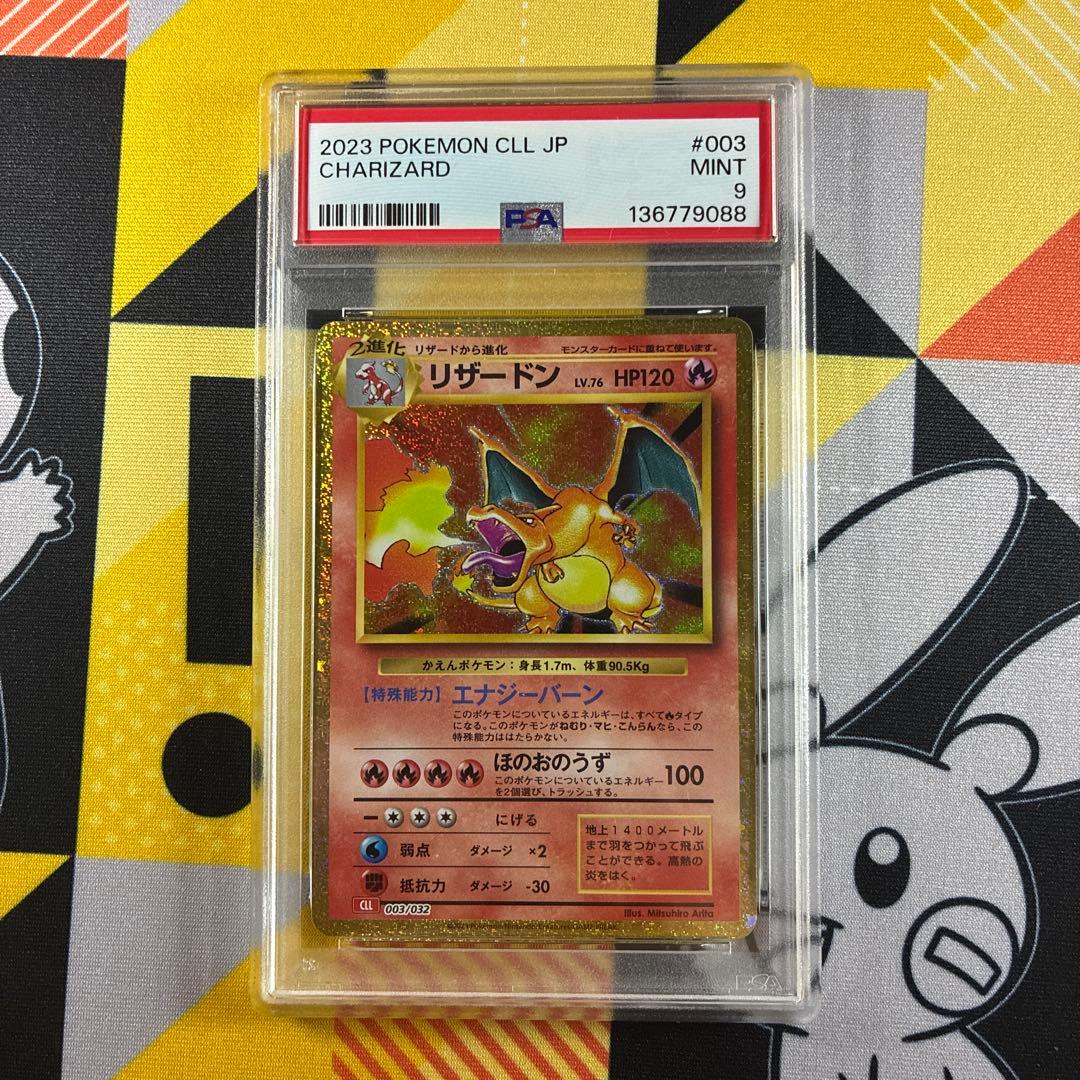 2023 POKEMON CLL JP #003
CHARIZARD MINT
9
PSA 136779088
2進化 リザードから進化 モンスターカードに重ねて使います。
リザードン LV.76 HP120
かえんポケモン：身長1.7m、体重90.5Kg
【特殊能力】エナジーバーン
このポケモンについているエネルギーは、すべて🔥タイプ
になる。このポケモンがねむり・マヒ・こんらんなら、この
特殊能力ははたらかない。
ほのおのうず
このポケモンについているエネルギー 100
を2個選び、トラッシュする。
にげる
弱点 ダメージ ×2
抵抗力 ダメージ -30
地上1400メートル
まで羽をつかって飛ぶ
ことができる。高熱の
炎をはく。
CLL 003/032
Illus. Mitsuhiro Arita
©2023 Pokémon/Nintendo/Creatures/GAME FREAK.